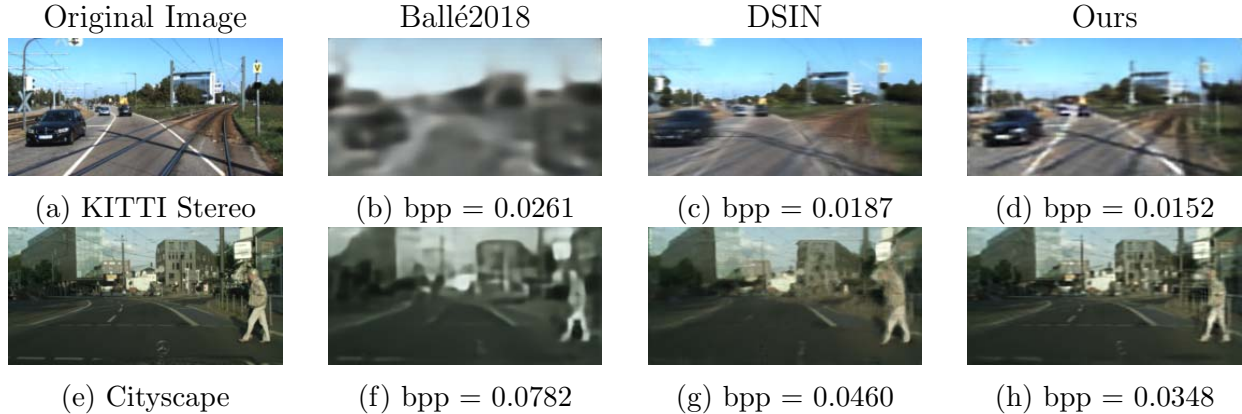 Original Image Ballé2018 DSIN Ours
(a) KITTI Stereo (b) bpp = 0.0261 (c) bpp = 0.0187 (d) bpp = 0.0152
(e) Cityscape (f) bpp = 0.0782 (g) bpp = 0.0460 (h) bpp = 0.0348